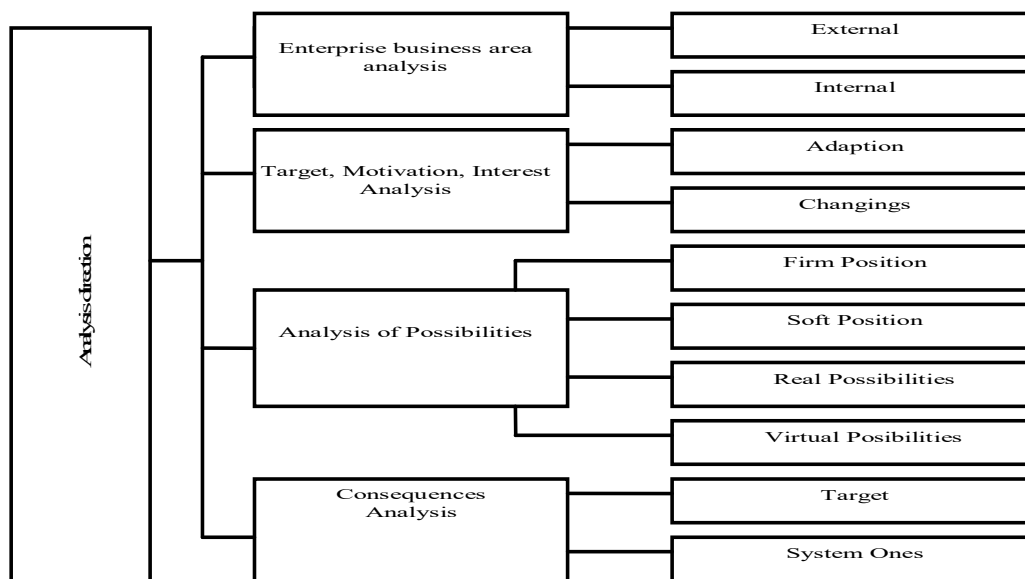 Analysis direction
Enterprise business area
analysis
External
Internal
Target, Motivation, Interest
Analysis
Adaption
Changings
Analysis of Possibilities
Firm Position
Soft Position
Real Possibilities
Virtual Posibilities
Consequences
Analysis
Target
System Ones